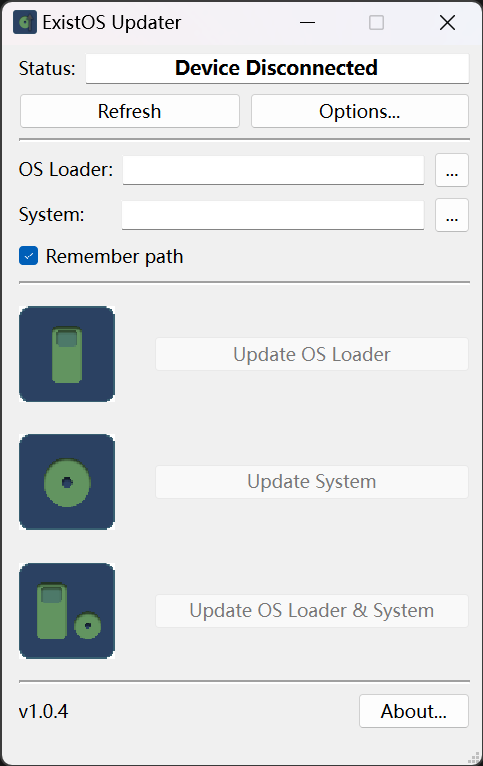 ExistOS Updater
Status: Device Disconnected
Refresh Options...
OS Loader: ...
System: ...
Remember path
Update OS Loader
Update System
Update OS Loader & System
v1.0.4 About...